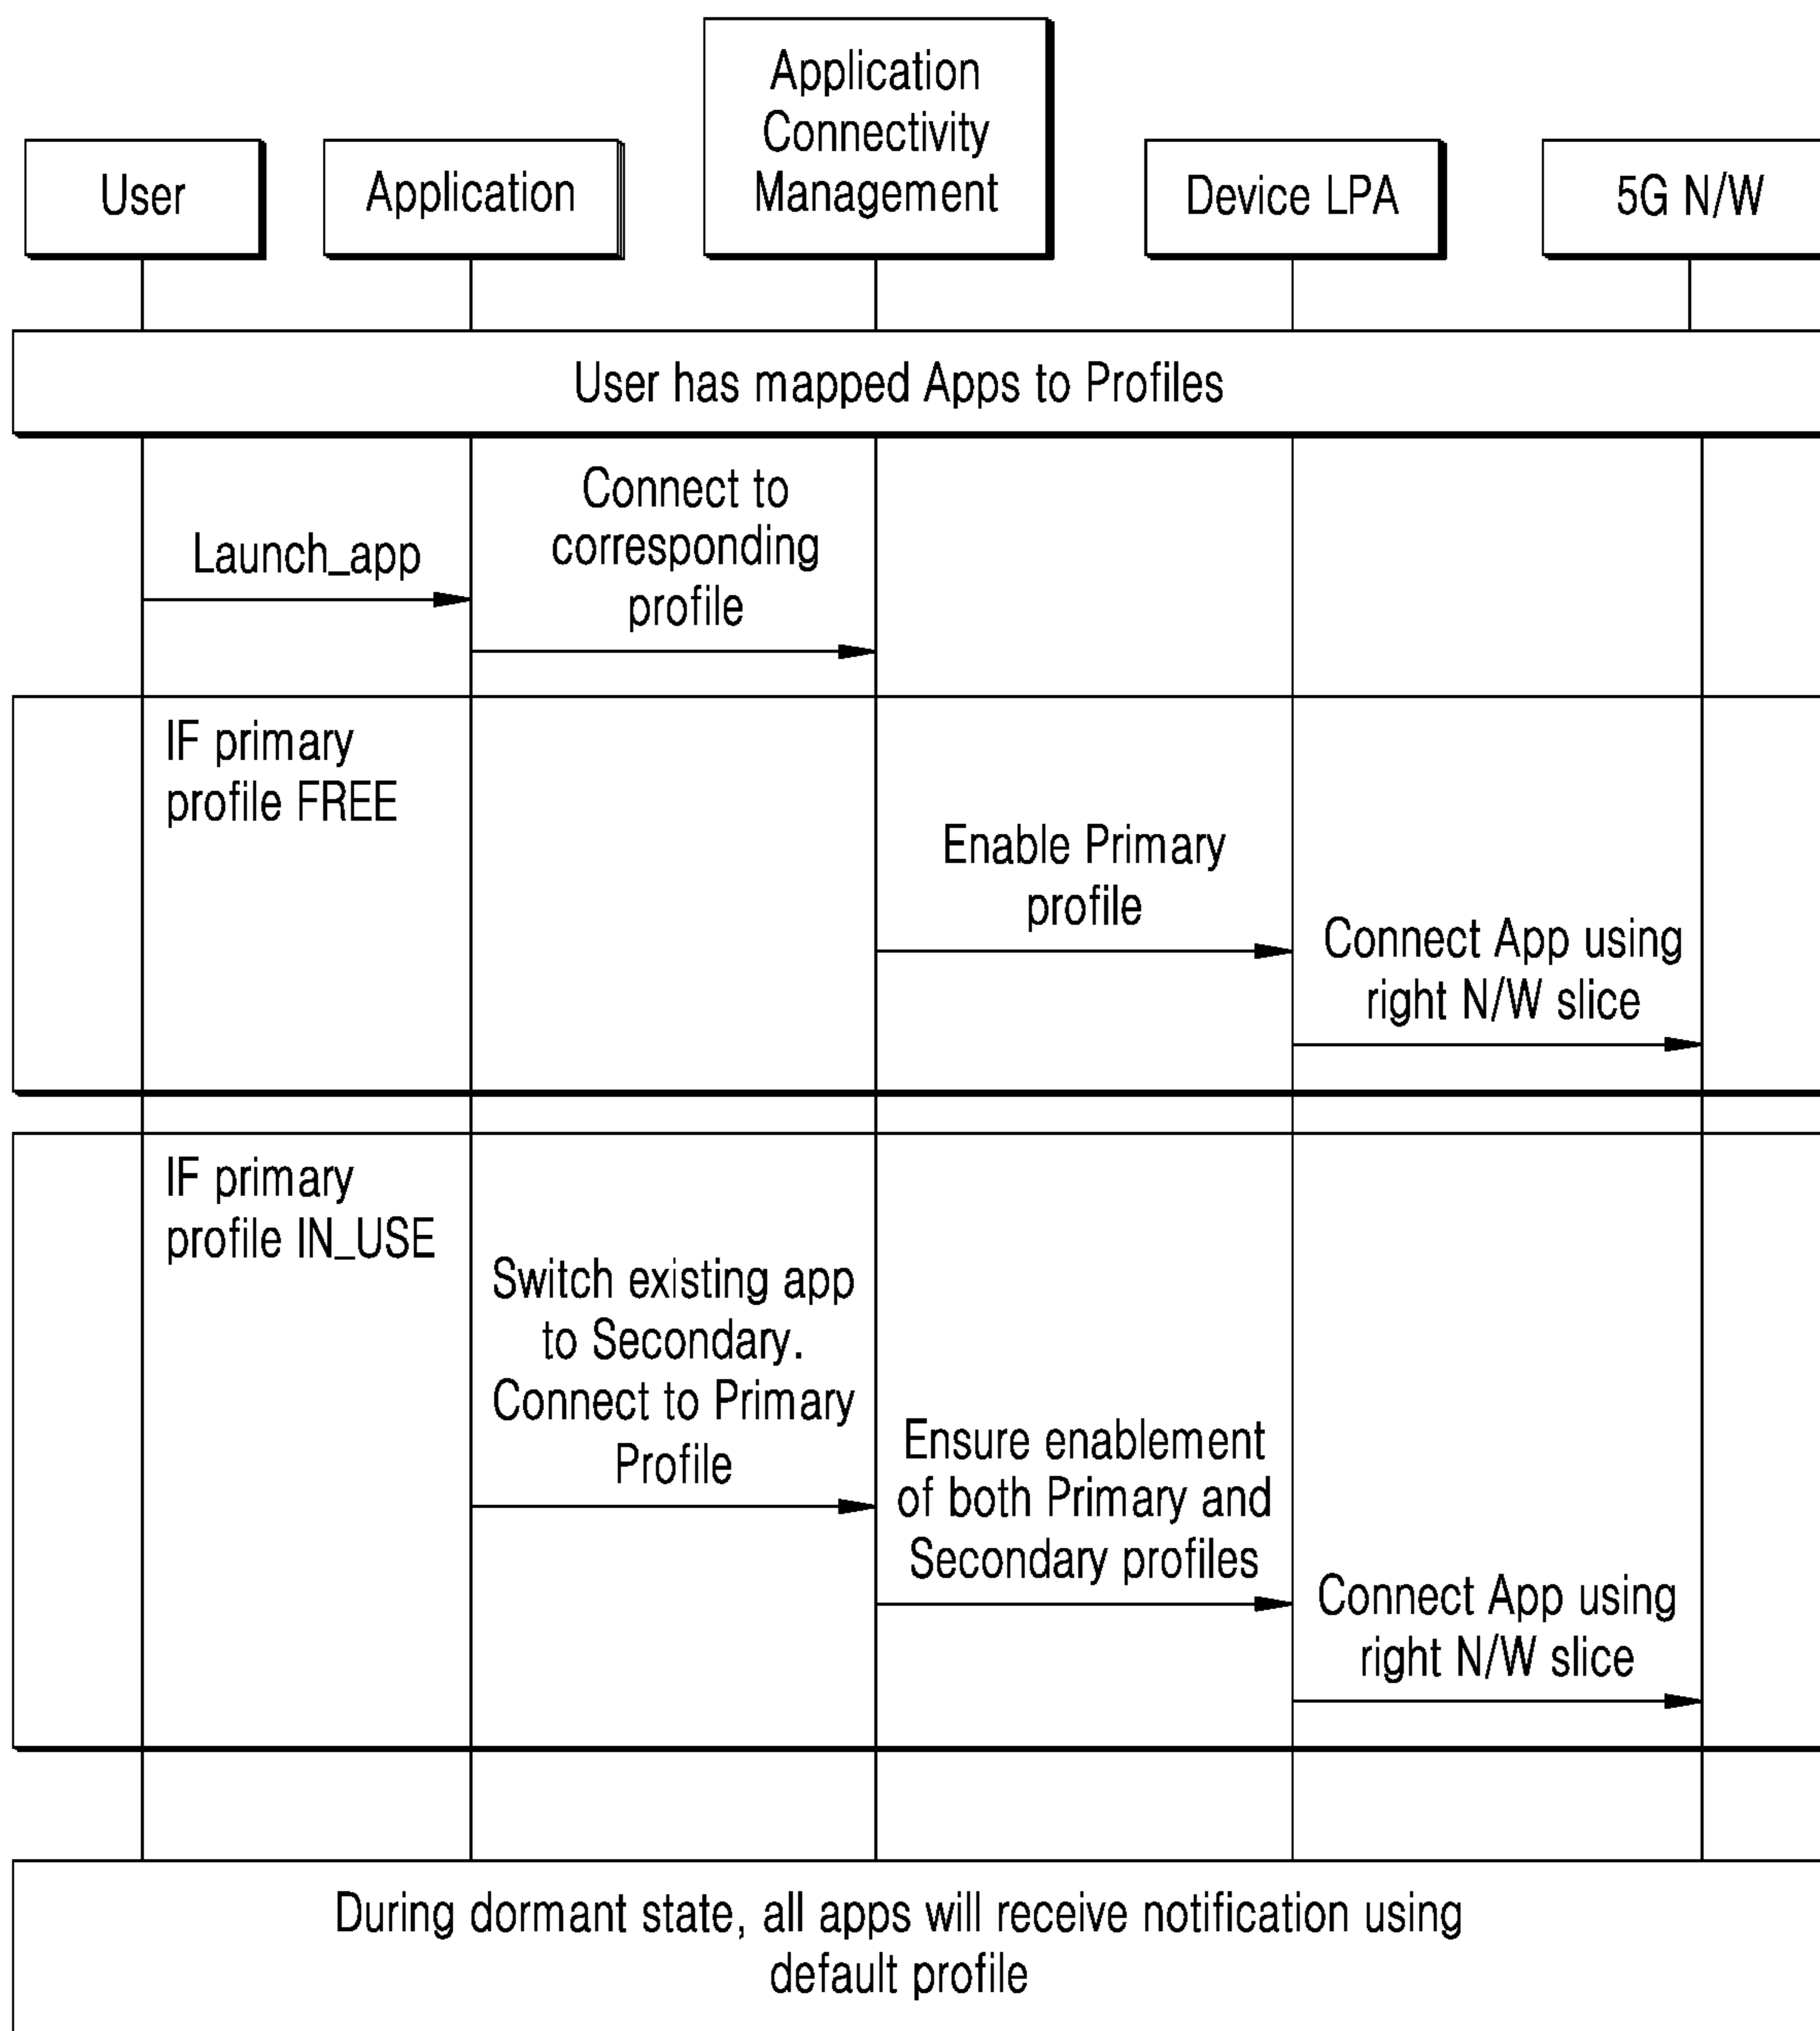 User
Application
Application
Connectivity
Management
Device LPA
5G N/W
User has mapped Apps to Profiles
Launch_app
Connect to
corresponding
profile
IF primary
profile FREE
Enable Primary
profile
Connect App using
right N/W slice
IF primary
profile IN_USE
Switch existing app
to Secondary.
Connect to Primary
Profile
Ensure enablement
of both Primary and
Secondary profiles
Connect App using
right N/W slice
During dormant state, all apps will receive notification using
default profile